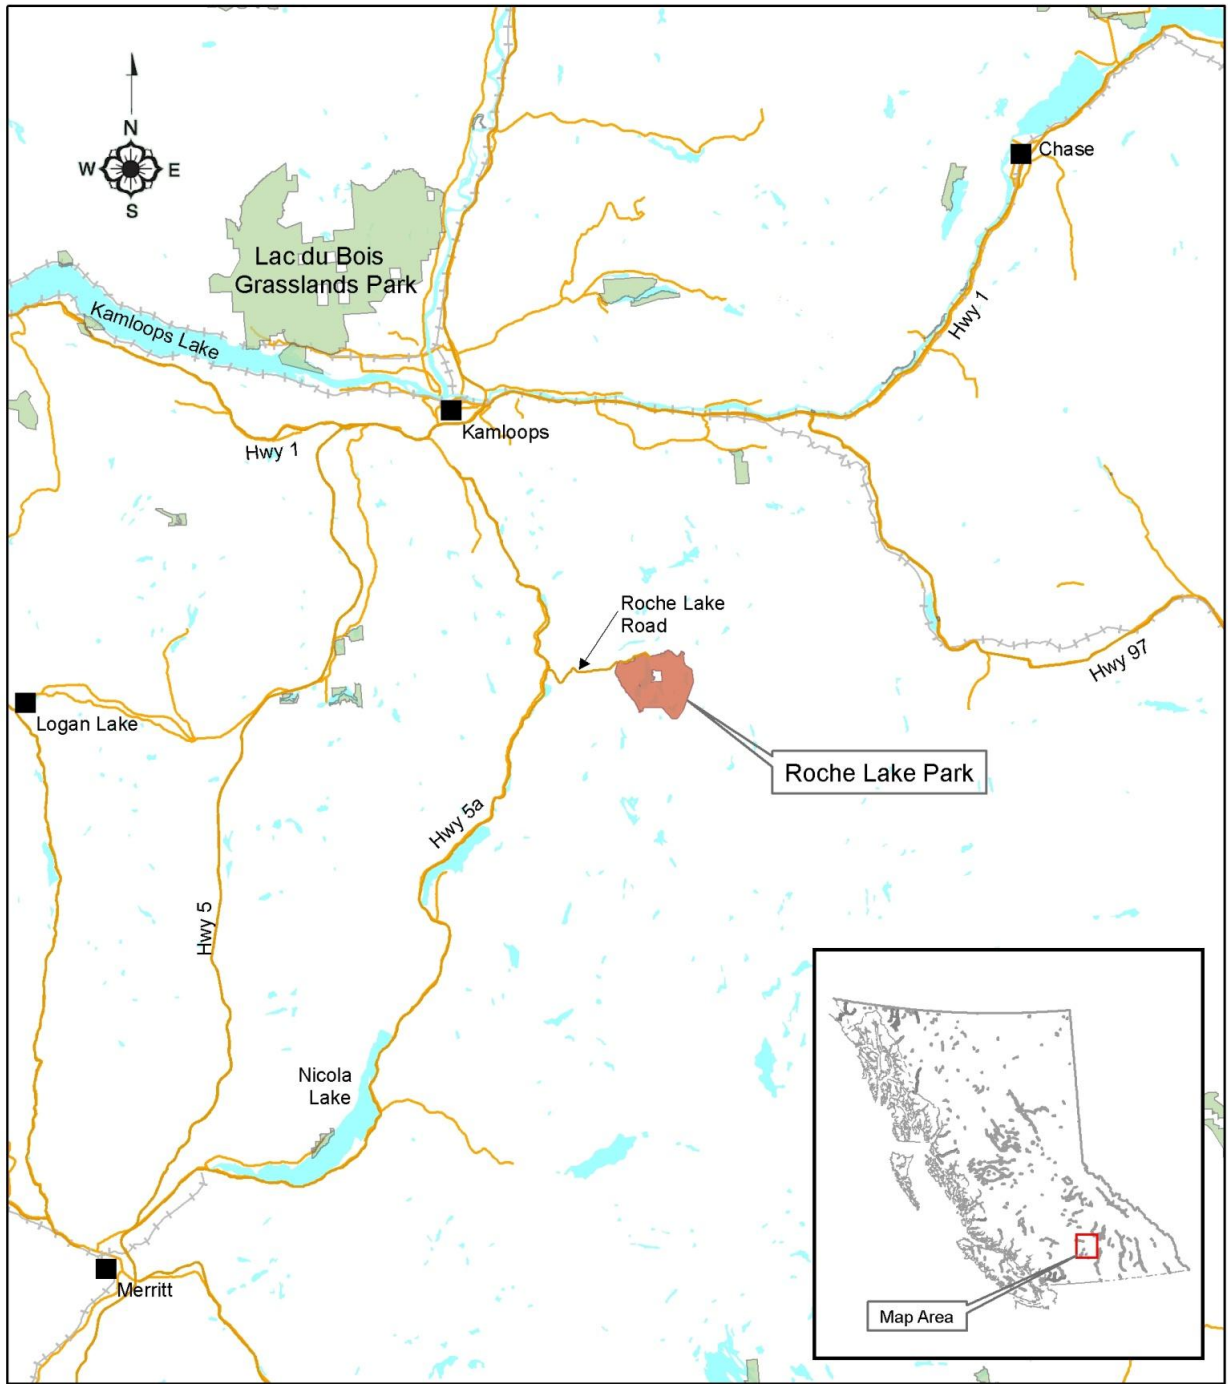 N
W E
S
Chase
Lac du Bois
Grasslands Park
Kamloops Lake
Hwy 1
Kamloops
Hwy 1
Roche Lake
Road
Hwy 97
Logan Lake
Roche Lake Park
Hwy 5a
Hwy 5
Nicola
Lake
Merritt
Map Area